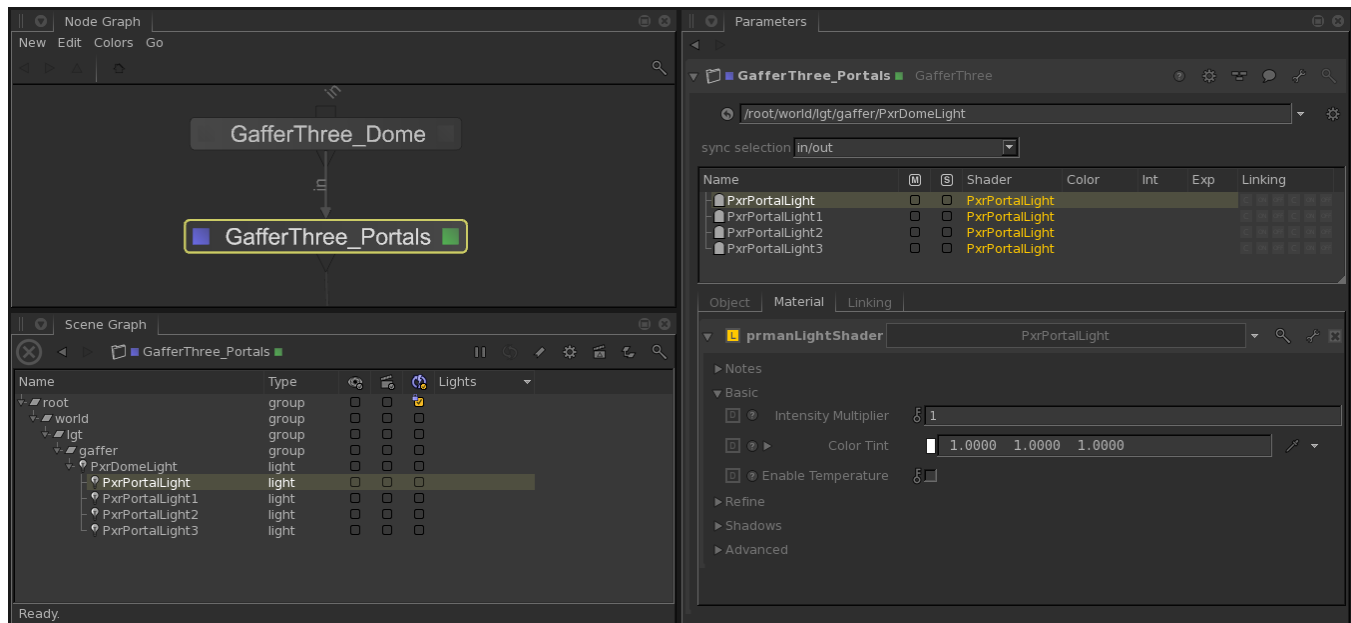 Node Graph
New Edit Colors Go
in
GafferThree_Dome
in
GafferThree_Portals
Scene Graph
GafferThree_Portals
Name Type Lights
root group
world group
lgt group
gaffer group
PxrDomeLight light
PxrPortalLight light
PxrPortalLight1 light
PxrPortalLight2 light
PxrPortalLight3 light
Ready.
Parameters
GafferThree_Portals GafferThree
/root/world/lgt/gaffer/PxrDomeLight
sync selection in/out
Name M S Shader Color Int Exp Linking
PxrPortalLight PxrPortalLight
PxrPortalLight1 PxrPortalLight
PxrPortalLight2 PxrPortalLight
PxrPortalLight3 PxrPortalLight
Object Material Linking
L prmanLightShader PxrPortalLight
Notes
Basic
D ? Intensity Multiplier 1
D ? Color Tint 1.0000 1.0000 1.0000
D ? Enable Temperature
Refine
Shadows
Advanced